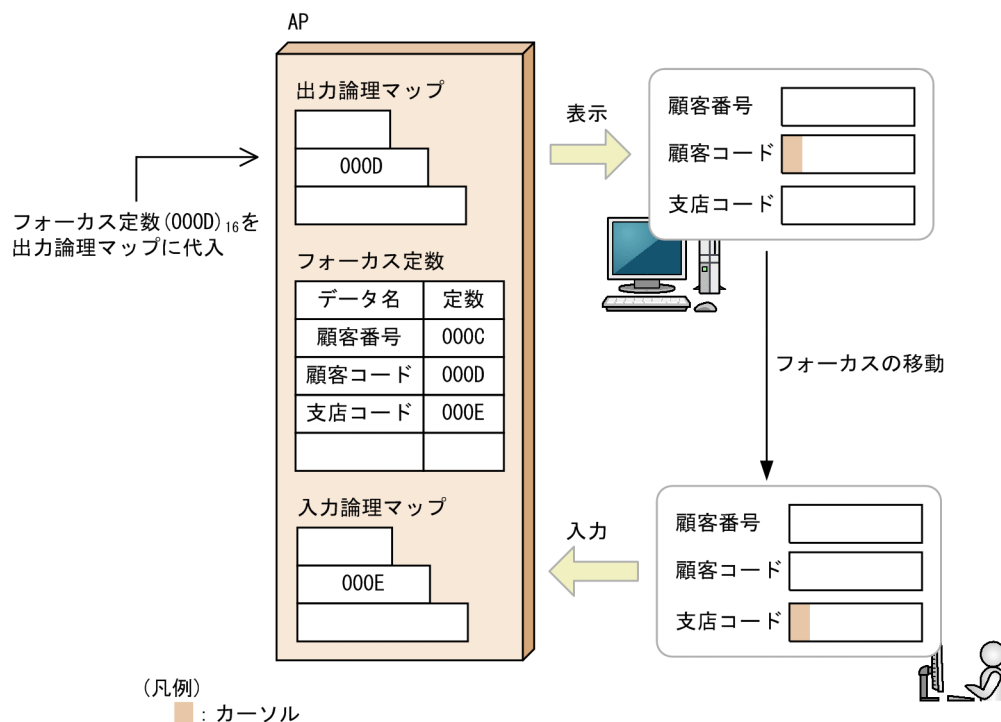 AP
出力論理マップ
000D
フォーカス定数(000D)₁₆を
出力論理マップに代入
表示
顧客番号
顧客コード
支店コード
フォーカス定数
データ名 定数
顧客番号 000C
顧客コード 000D
支店コード 000E
フォーカスの移動
入力論理マップ
000E
入力
顧客番号
顧客コード
支店コード
(凡例)
: カーソル